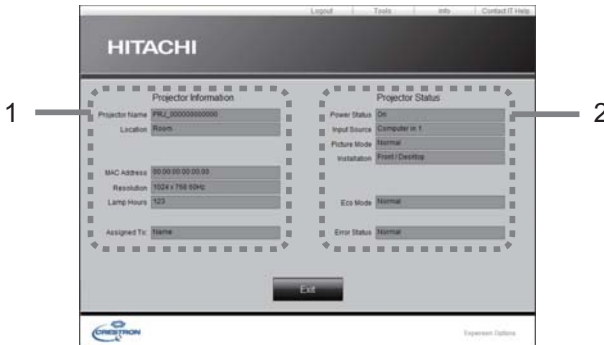 Logout Tools Info Contact IT Help
HITACHI
1
2
Projector Information
Projector Name PRJ_000000000000
Location Room
MAC Address 00:00:00:00:00:00
Resolution 1024 x 768 60Hz
Lamp Hours 123
Assigned To: Name
Projector Status
Power Status On
Input Source Computer in 1
Picture Mode Normal
Installation Front / Desktop
Eco Mode Normal
Error Status Normal
Exit
CRESTRON
Expansion Options